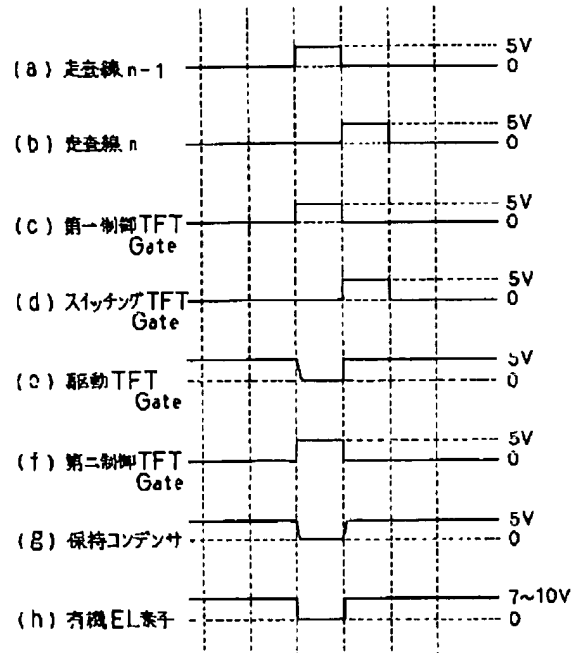 (a) 走査線 n-1
5V
0
(b) 走査線 n
5V
0
(c) 第一制御TFT
Gate
5V
0
(d) スイッチングTFT
Gate
5V
0
(e) 駆動TFT
Gate
5V
0
(f) 第二制御TFT
Gate
5V
0
(g) 保持コンデンサ
5V
0
(h) 有機EL素子
7~10V
0